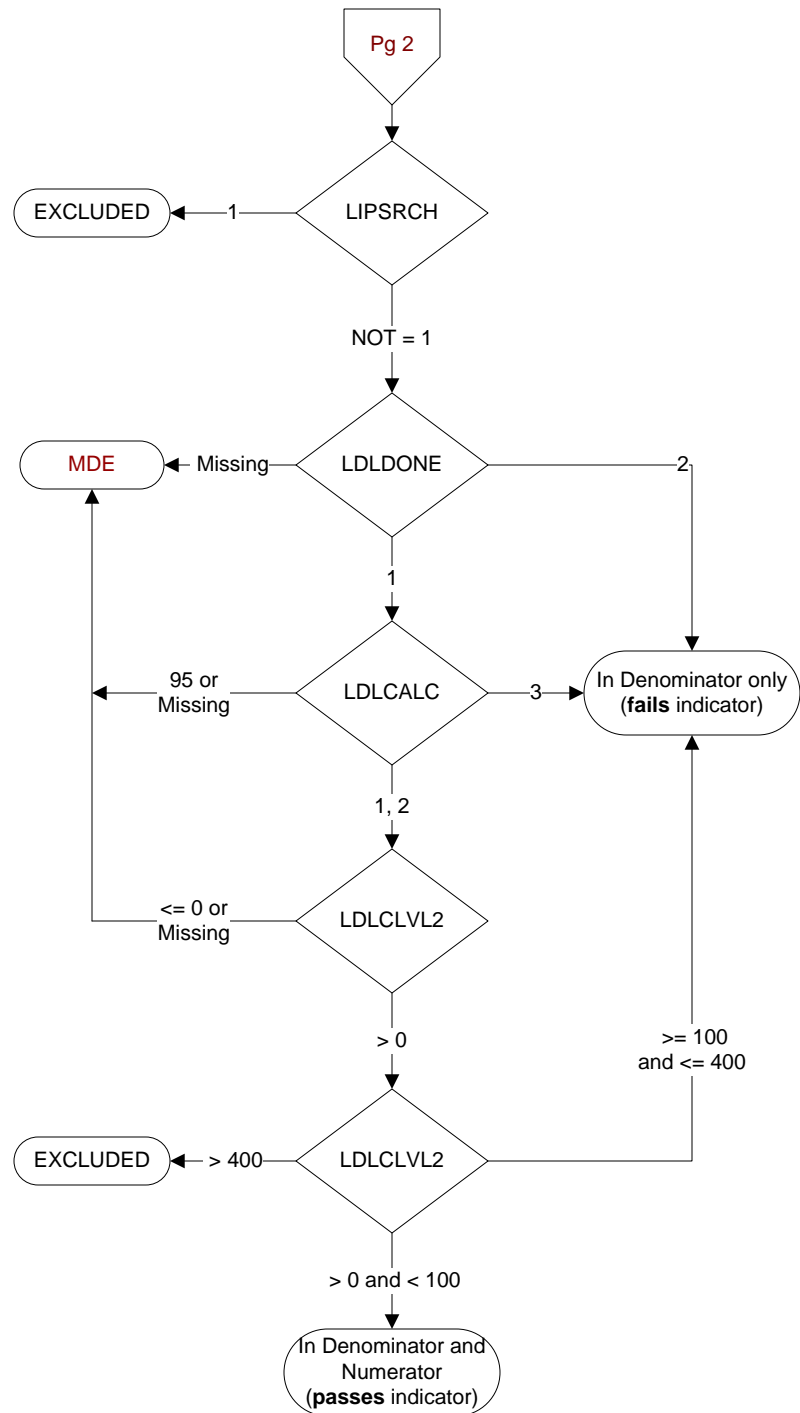 Pg 2
LIPSRCH
1
EXCLUDED
NOT = 1
LDLDONE
Missing
MDE
2
1
LDLCALC
95 or
Missing
3
In Denominator only
(fails indicator)
1, 2
LDLCLVL2
<= 0 or
Missing
> 0
>= 100
and <= 400
LDLCLVL2
> 400
EXCLUDED
> 0 and < 100
In Denominator and
Numerator
(passes indicator)